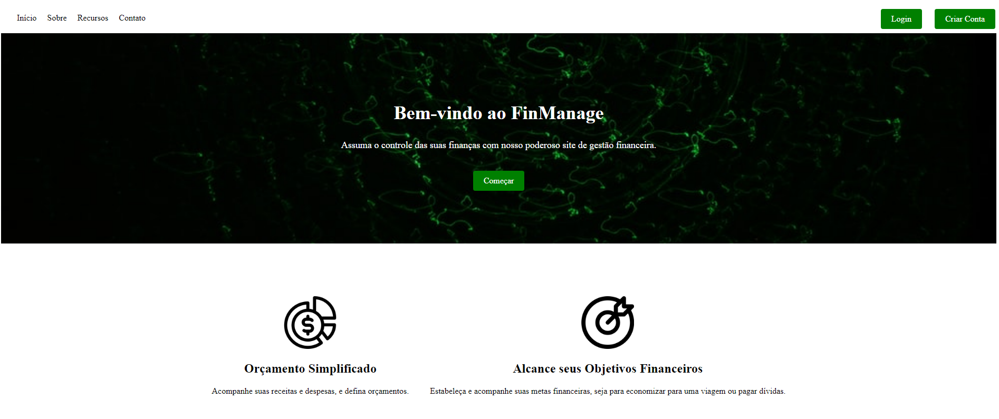 Início Sobre Recursos Contato Login Criar Conta
Bem-vindo ao FinManage
Assuma o controle das suas finanças com nosso poderoso site de gestão financeira.
Começar
$
Orçamento Simplificado
Acompanhe suas receitas e despesas, e defina orçamentos.
Alcance seus Objetivos Financeiros
Estabeleça e acompanhe suas metas financeiras, seja para economizar para uma viagem ou pagar dívidas.